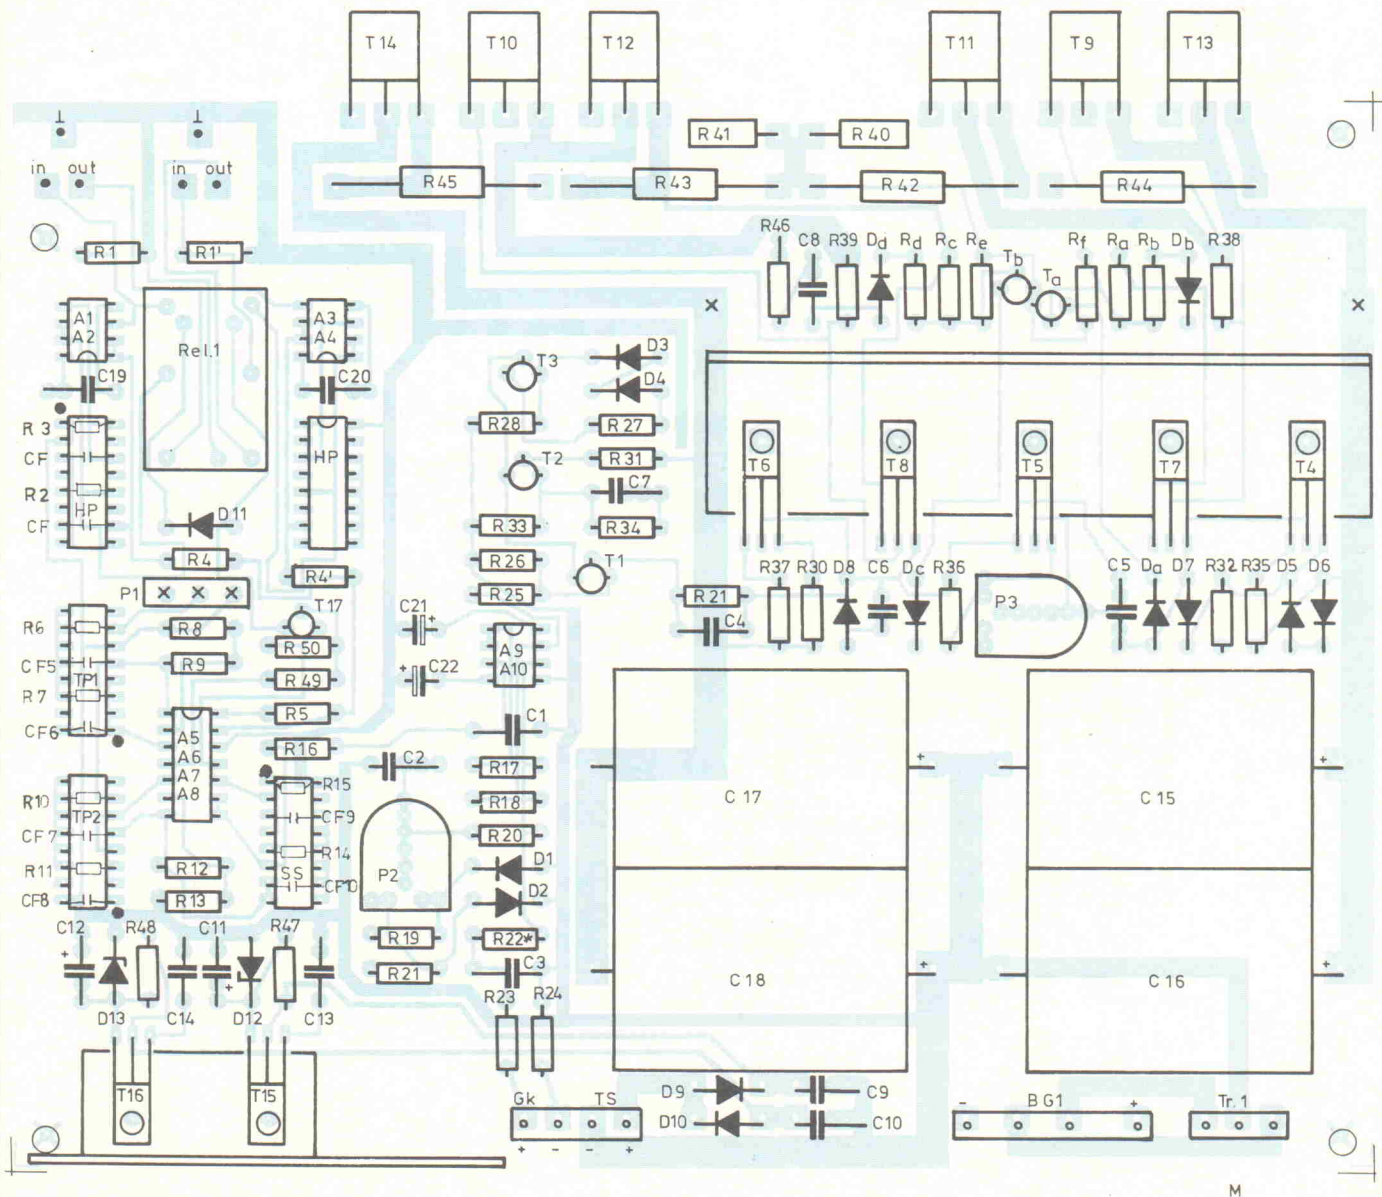 T14 T10 T12 T11 T9 T13
R41 R40
⊥ ⊥
in out in out
R45 R43 R42 R44
R46 C8 R39 Dd Rd Rc Re Tb Ta Rf Ra Rb Db R38
R1 R1'
× ×
A1 A3
A2 Rel.1 A4
T3 D3
C19 C20 D4
R3 R28 R27
CF HP T2 R31
T6 T8 T5 T7 T4
R2 C7
HP
CF D11 R33 R34
R4 R26 T1
R4' R37 R30 D8 C6 Dc R36 C5 Da D7 R32 R35 D5 D6
P1 × × × R25 R21 P3
T17 C21 +
R6 R8 R50 C4
CF5 R9 A9
TP1 R49 + C22 A10
R7
CF6 R5 C1
A5 R16 C2
A6
A7 R15 R17 + +
A8
R10 R18 C17 C15
TP2 CF9
CF7 R20
R14
R11 R12 SS D1
CF10 P2
CF8 R13 D2
C12 R48 C11 R47 R19 R22*
+ + R21 C3 + +
R23 R24 C18 C16
D13 C14 D12 C13
T16 T15 Gk TS D9 C9 - BG1 + Tr.1
D10 C10
+ - - +
M